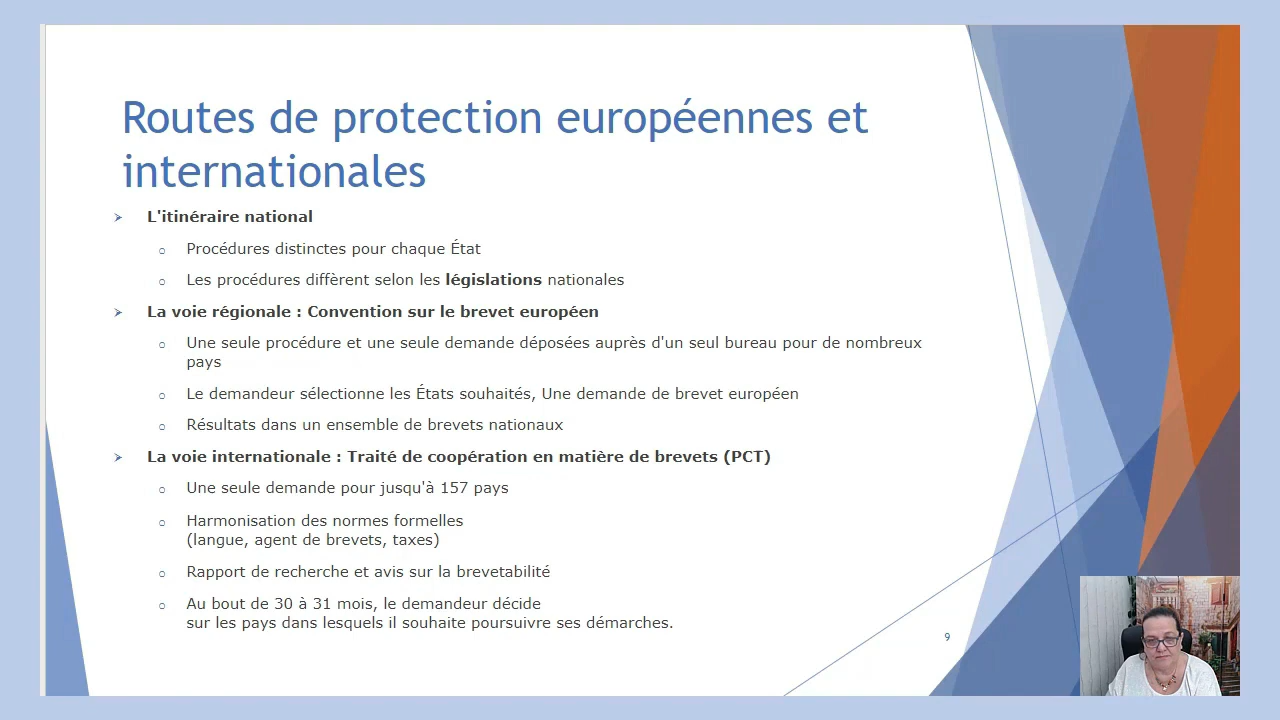 Routes de protection européennes et
internationales
L'itinéraire national
Procédures distinctes pour chaque État
Les procédures diffèrent selon les législations nationales
La voie régionale : Convention sur le brevet européen
Une seule procédure et une seule demande déposées auprès d'un seul bureau pour de nombreux
pays
Le demandeur sélectionne les États souhaités, Une demande de brevet européen
Résultats dans un ensemble de brevets nationaux
La voie internationale : Traité de coopération en matière de brevets (PCT)
Une seule demande pour jusqu'à 157 pays
Harmonisation des normes formelles
(langue, agent de brevets, taxes)
Rapport de recherche et avis sur la brevetabilité
Au bout de 30 à 31 mois, le demandeur décide
sur les pays dans lesquels il souhaite poursuivre ses démarches.
9